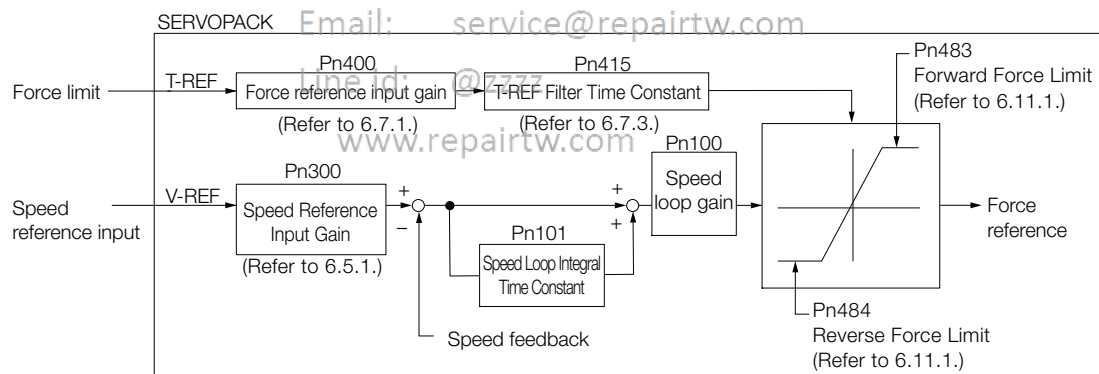 SERVOPACK
Email: service@repairtw.com
Pn483
Forward Force Limit
(Refer to 6.11.1.)
Pn400
Line id: @zzzz
Pn415
Force limit
T-REF
Force reference input gain
T-REF Filter Time Constant
(Refer to 6.7.1.)
(Refer to 6.7.3.)
www.repairtw.com
Pn100
Speed
loop gain
Pn300
V-REF
Speed
reference input
Speed Reference
Input Gain
(Refer to 6.5.1.)
+
−
+
+
Pn101
Speed Loop Integral
Time Constant
Force
reference
Speed feedback
Pn484
Reverse Force Limit
(Refer to 6.11.1.)